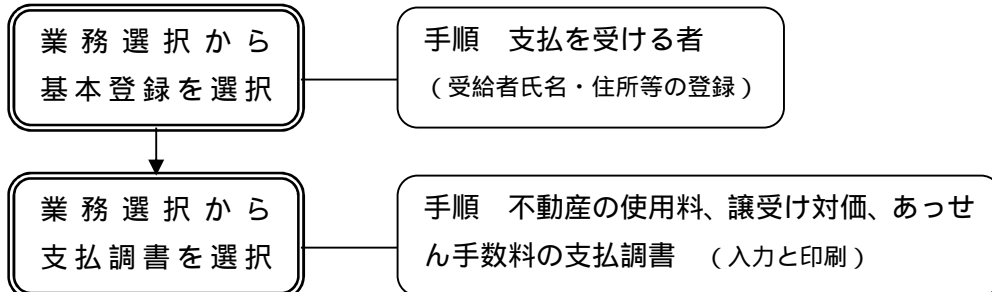 業務選択から
基本登録を選択
手順　支払を受ける者
（受給者氏名・住所等の登録）
業務選択から
支払調書を選択
手順　不動産の使用料、譲受け対価、あっせ
ん手数料の支払調書　（入力と印刷）